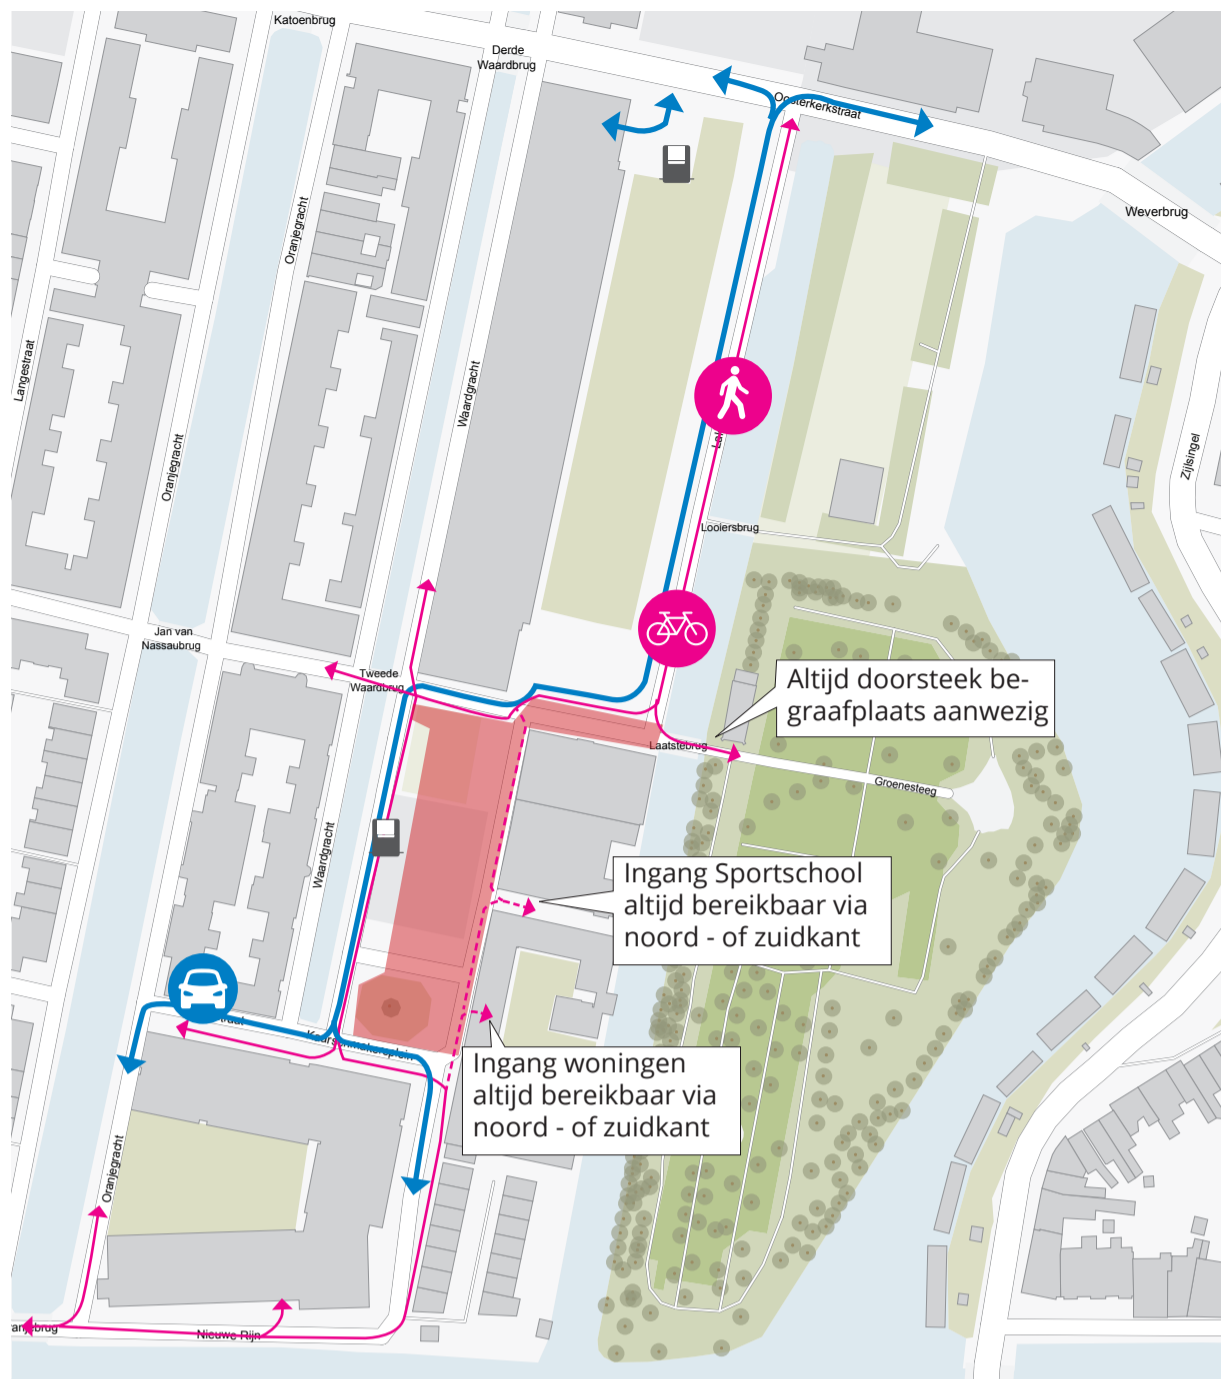 Katoenbrug
Derde
Waardbrug
Oosterkerkstraat
Weverbrug
Oranjegracht
Langestraat
Waardgracht
Oranjegracht
Zijlsingel
Looiersbrug
Jan van
Nassaubrug
Tweede
Waardbrug
Altijd doorsteek be-
graafplaats aanwezig
Laatstebrug
Groenesteeg
Waardgracht
Ingang Sportschool
altijd bereikbaar via
noord - of zuidkant
Kaarsenmakersplein
Ingang woningen
altijd bereikbaar via
noord - of zuidkant
Oranjegracht
Nieuwe Rijn